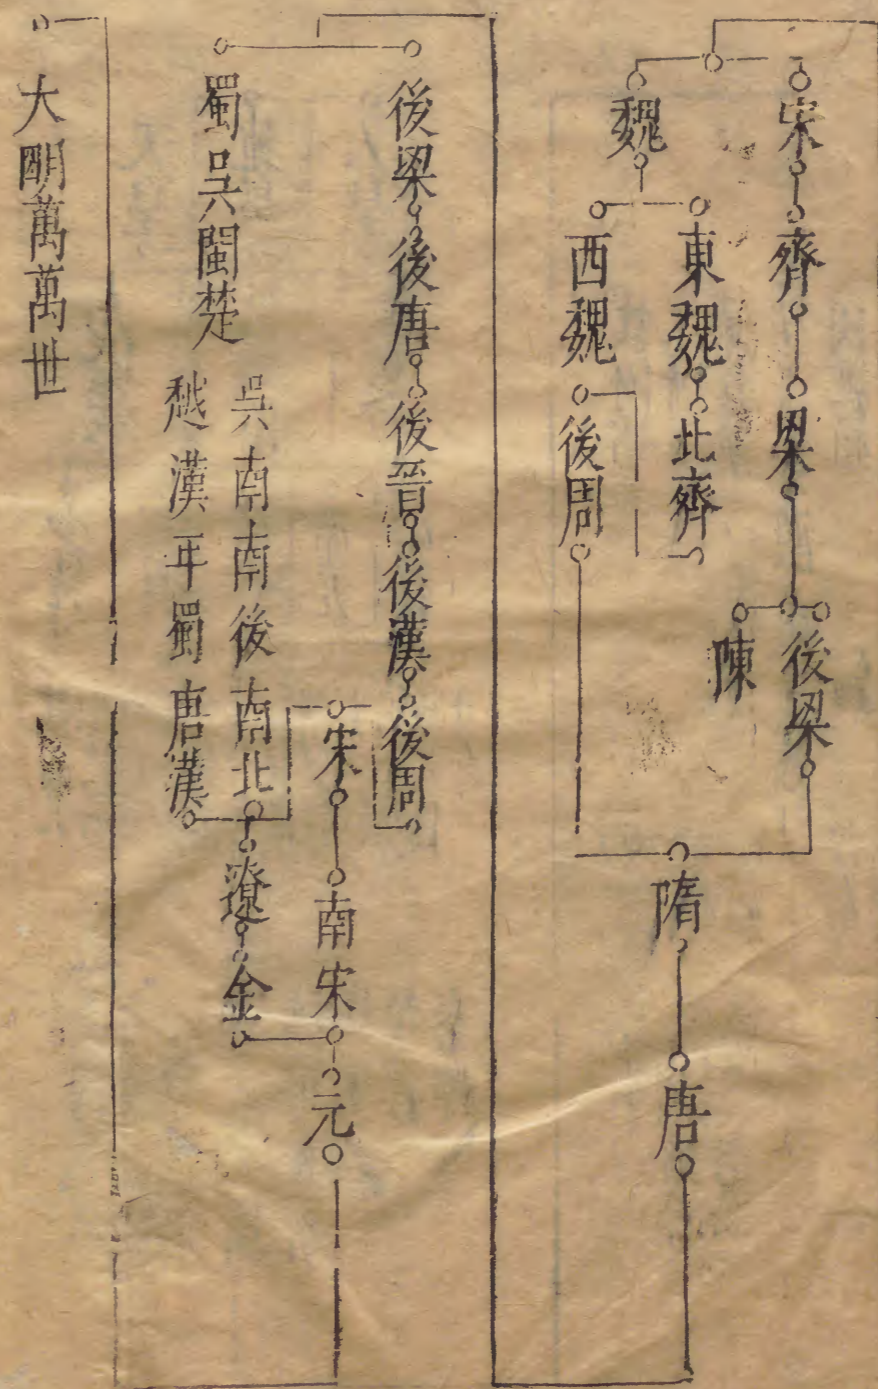 宋齊梁
後梁
陳
魏
東魏北齊
西魏
後周
隋唐
後梁後唐後晉後漢後周
蜀吳閩楚
吳越
南漢
南平
後蜀
南唐
北漢
宋南宋元
遼金
大明萬萬世